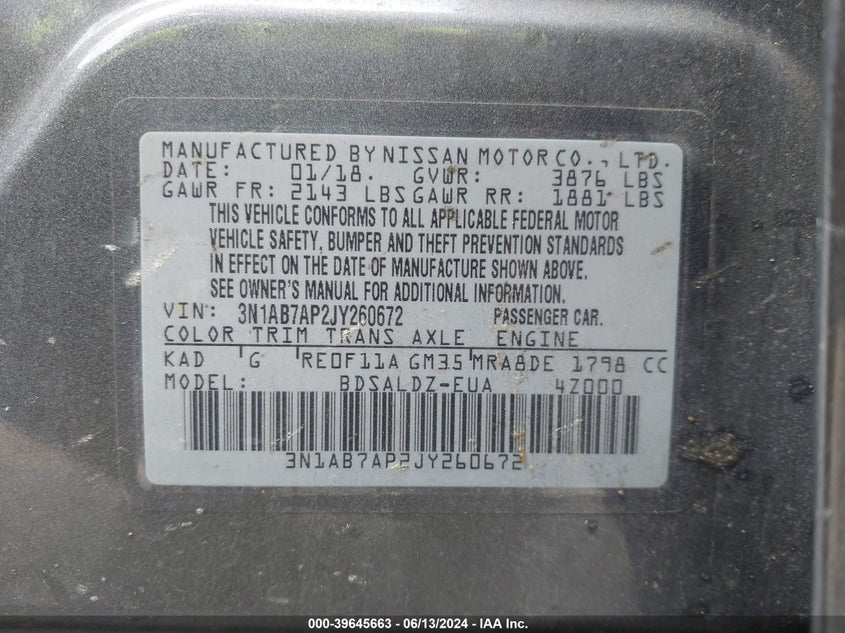 MANUFACTURED BY NISSAN MOTOR CO., LTD.
DATE: 01/18. GVWR: 3876 LBS
GAWR FR: 2143 LBS GAWR RR: 1881 LBS
THIS VEHICLE CONFORMS TO ALL APPLICABLE FEDERAL MOTOR
VEHICLE SAFETY, BUMPER AND THEFT PREVENTION STANDARDS
IN EFFECT ON THE DATE OF MANUFACTURE SHOWN ABOVE.
SEE OWNER'S MANUAL FOR ADDITIONAL INFORMATION.
VIN: 3N1AB7AP2JY260672 PASSENGER CAR.
COLOR TRIM TRANS AXLE ENGINE
KAD G RE0F11A GM35 MRA8DE 1798 CC
MODEL: BDSALDZ-EUA 4Z000
3N1AB7AP2JY260672
000-39645663 - 06/13/2024 - IAA Inc.